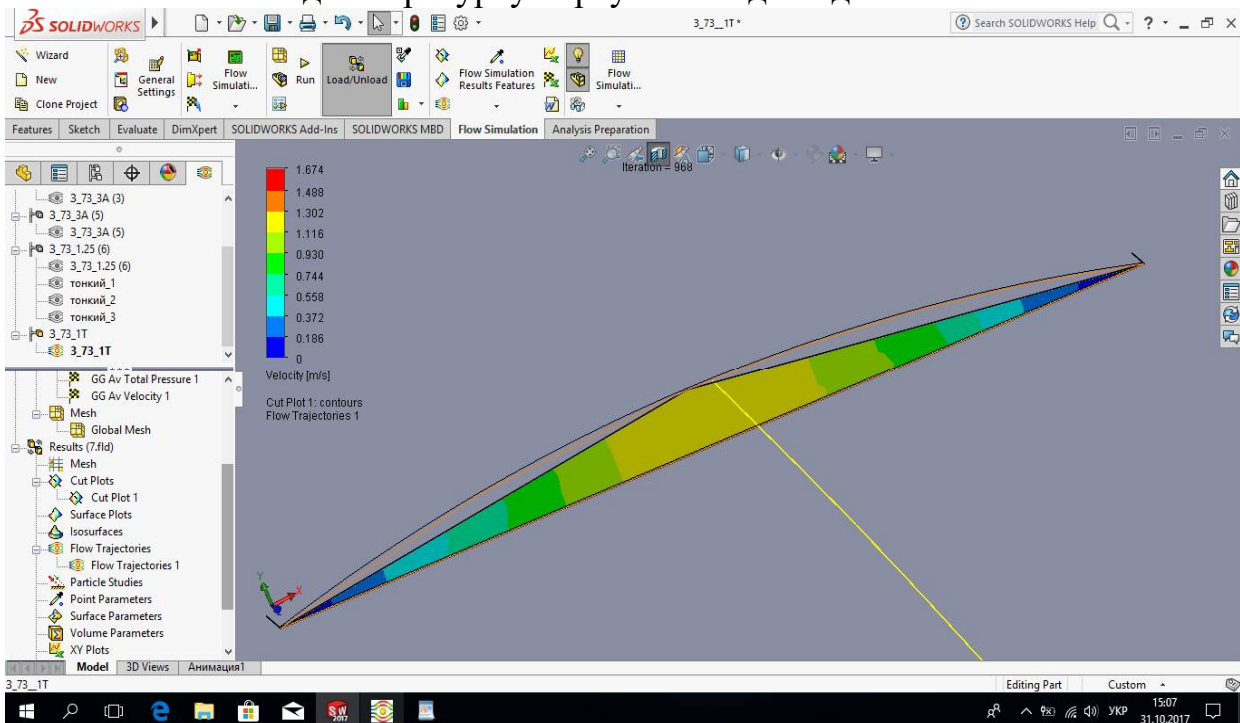 SOLIDWORKS
3_73__1T *
Search SOLIDWORKS Help
?
Wizard
New
Clone Project
General Settings
Flow Simulati...
Run
Load/Unload
Flow Simulation Results Features
Flow Simulati...
Features Sketch Evaluate DimXpert SOLIDWORKS Add-Ins SOLIDWORKS MBD Flow Simulation Analysis Preparation
3_73_3A (3)
3_73_3A (5)
3_73_3A (5)
3_73_1.25 (6)
3_73_1.25 (6)
тонкий_1
тонкий_2
тонкий_3
3_73_1T
3_73_1T
GG Av Total Pressure 1
GG Av Velocity 1
Mesh
Global Mesh
Results (7.fld)
Mesh
Cut Plots
Cut Plot 1
Surface Plots
Isosurfaces
Flow Trajectories
Flow Trajectories 1
Particle Studies
Point Parameters
Surface Parameters
Volume Parameters
XY Plots
Iteration = 968
1.674
1.488
1.302
1.116
0.930
0.744
0.558
0.372
0.186
0
Velocity [m/s]
Cut Plot 1: contours
Flow Trajectories 1
Y
X
Model 3D Views Анимация1
3_73__1T
Editing Part
Custom
SW
2017
УКР
15:07
31.10.2017